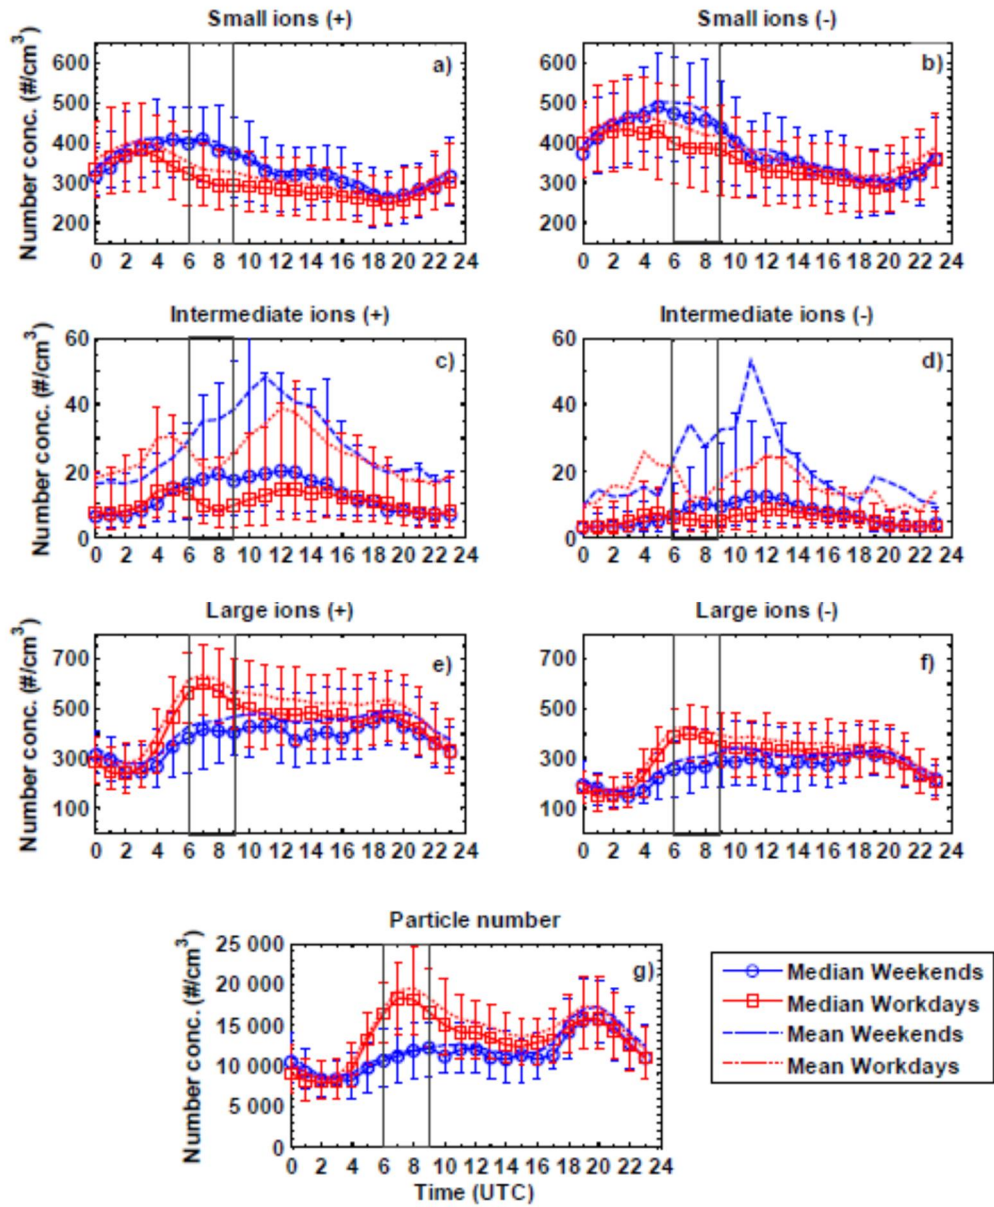 Small ions (+)
Small ions (-)
Number conc. (#/cm³)
600
500
400
300
200
a)
0 2 4 6 8 10 12 14 16 18 20 22 24
600
500
400
300
200
b)
0 2 4 6 8 10 12 14 16 18 20 22 24
Intermediate ions (+)
Intermediate ions (-)
Number conc. (#/cm³)
60
40
20
0
c)
0 2 4 6 8 10 12 14 16 18 20 22 24
60
40
20
0
d)
0 2 4 6 8 10 12 14 16 18 20 22 24
Large ions (+)
Large ions (-)
Number conc. (#/cm³)
700
500
300
100
e)
0 2 4 6 8 10 12 14 16 18 20 22 24
700
500
300
100
f)
0 2 4 6 8 10 12 14 16 18 20 22 24
Particle number
Number conc. (#/cm³)
25 000
20 000
15 000
10 000
5 000
0
g)
0 2 4 6 8 10 12 14 16 18 20 22 24
Time (UTC)
Median Weekends
Median Workdays
Mean Weekends
Mean Workdays